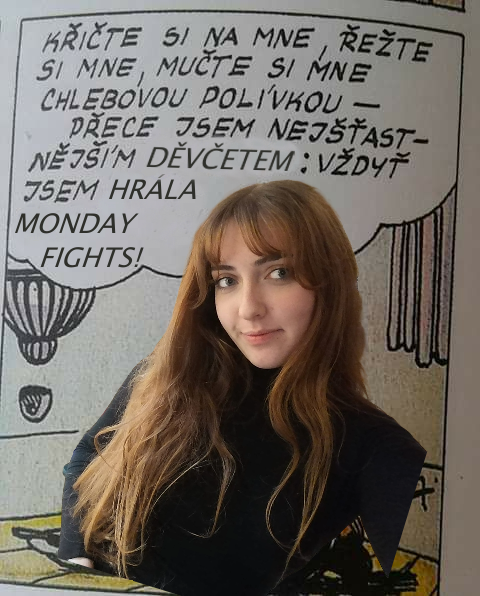 KŘIČTE SI NA MNE, ŘEŽTE
SI MNE, MUČTE SI MNE
CHLEBOVOU POLÍVKOU —
PŘECE JSEM NEJŠŤAST-
NĚJŠÍM DĚVČETEM : VŽDYŤ
JSEM HRÁLA
MONDAY
FIGHTS!